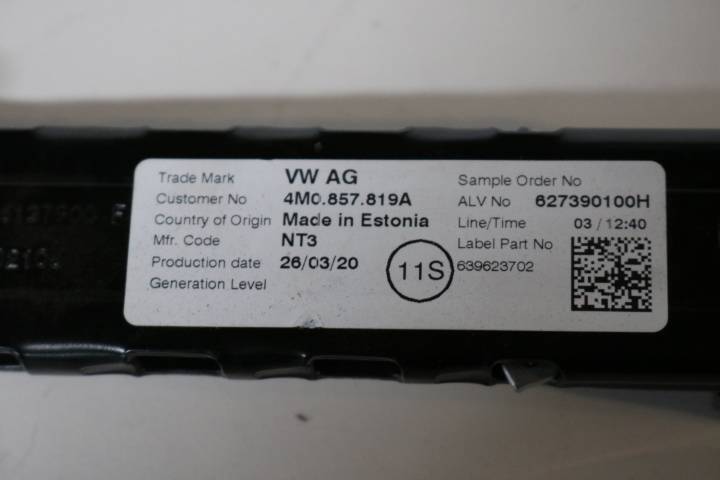 Trade Mark VW AG
Customer No 4M0.857.819A
Country of Origin Made in Estonia
Mfr. Code NT3
Production date 26/03/20
Generation Level
11S
Sample Order No
ALV No 627390100H
Line/Time 03 / 12:40
Label Part No
639623702